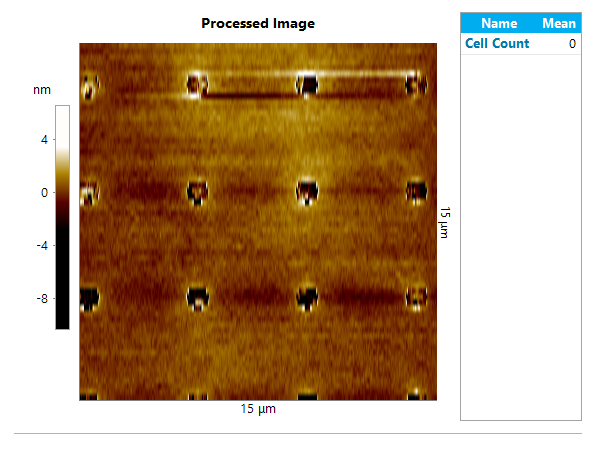 Processed Image
Name Mean
Cell Count 0
nm
4
0
-4
-8
15 µm
15 µm